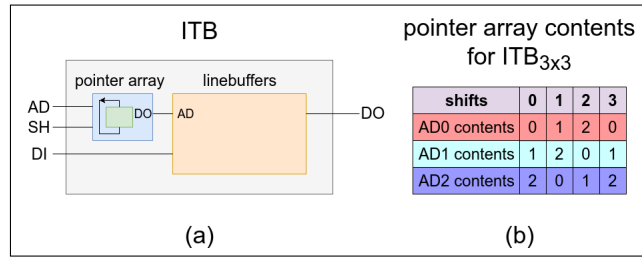 ITB
pointer array
linebuffers
AD
SH
DI
DO
AD
DO
(a)
pointer array contents
for ITB3x3
shifts 0 1 2 3
AD0 contents 0 1 2 0
AD1 contents 1 2 0 1
AD2 contents 2 0 1 2
(b)